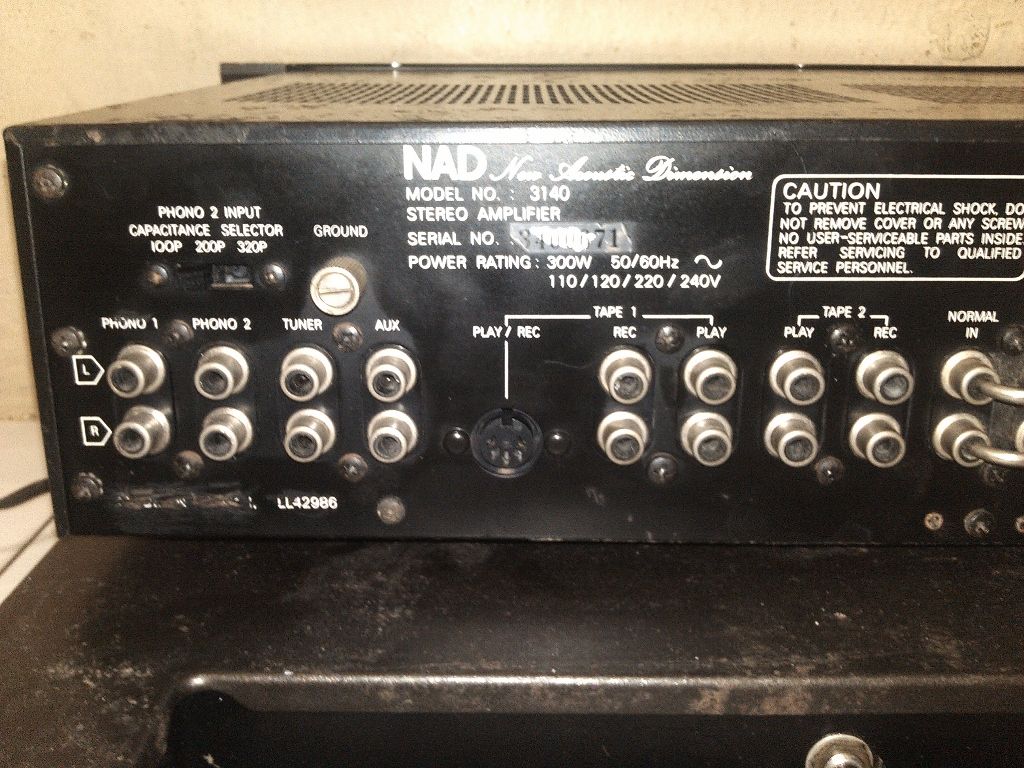 NAD New Acoustic Dimension
MODEL NO. : 3140
STEREO AMPLIFIER
SERIAL NO.
POWER RATING : 300W 50/60Hz
110/120/220/240V
CAUTION
TO PREVENT ELECTRICAL SHOCK, DO
NOT REMOVE COVER OR ANY SCREW
NO USER-SERVICEABLE PARTS INSIDE
REFER SERVICING TO QUALIFIED
SERVICE PERSONNEL.
PHONO 2 INPUT
CAPACITANCE SELECTOR
100P 200P 320P
GROUND
PHONO 1 PHONO 2 TUNER AUX
PLAY / REC
TAPE 1
REC PLAY
TAPE 2
PLAY REC
NORMAL
IN
L
R
LL42986